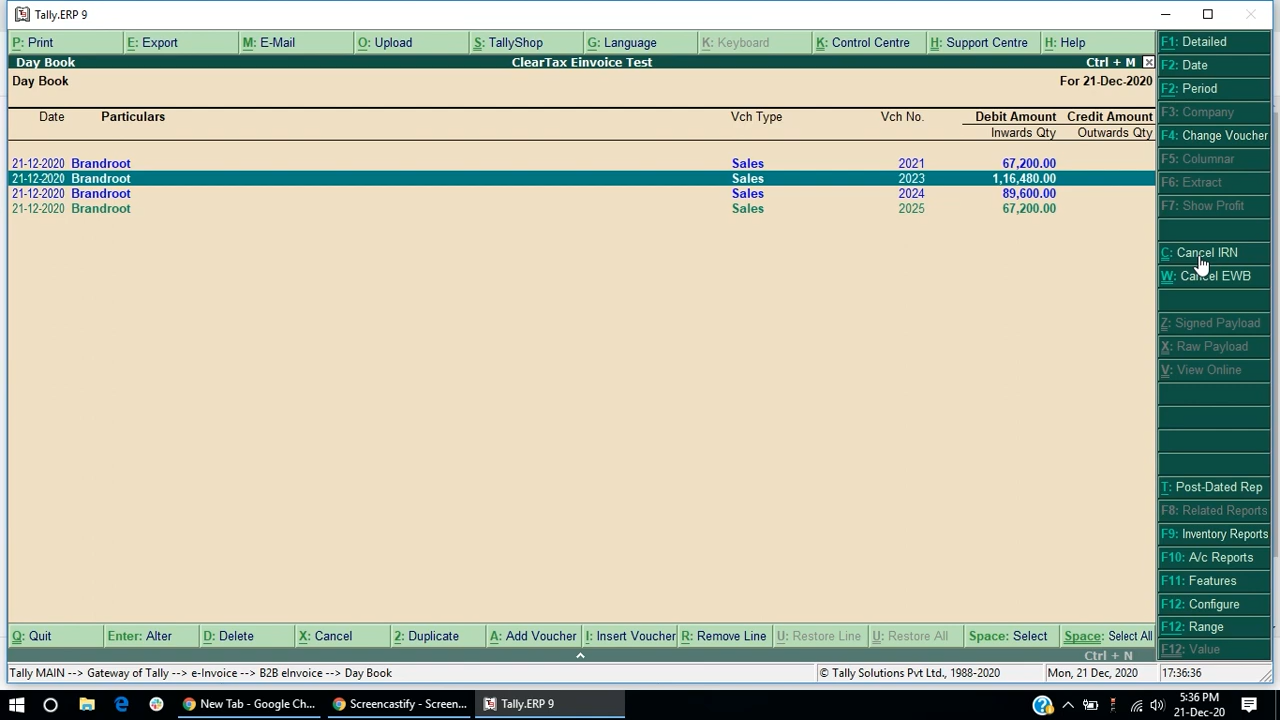 Tally.ERP 9
P: Print E: Export M: E-Mail O: Upload S: TallyShop G: Language K: Keyboard K: Control Centre H: Support Centre H: Help
Day Book ClearTax Einvoice Test Ctrl + M
Day Book For 21-Dec-2020
Date Particulars Vch Type Vch No. Debit Amount Credit Amount
Inwards Qty Outwards Qty
21-12-2020 Brandroot Sales 2021 67,200.00
21-12-2020 Brandroot Sales 2023 1,16,480.00
21-12-2020 Brandroot Sales 2024 89,600.00
21-12-2020 Brandroot Sales 2025 67,200.00
F1: Detailed
F2: Date
F2: Period
F3: Company
F4: Change Voucher
F5: Columnar
F6: Extract
F7: Show Profit
C: Cancel IRN
W: Cancel EWB
Z: Signed Payload
X: Raw Payload
V: View Online
T: Post-Dated Rep
F8: Related Reports
F9: Inventory Reports
F10: A/c Reports
F11: Features
F12: Configure
F12: Range
F12: Value
Q: Quit Enter: Alter D: Delete X: Cancel 2: Duplicate A: Add Voucher I: Insert Voucher R: Remove Line U: Restore Line U: Restore All Space: Select Space: Select All
Ctrl + N
Tally MAIN --> Gateway of Tally --> e-Invoice --> B2B eInvoice --> Day Book © Tally Solutions Pvt Ltd., 1988-2020 Mon, 21 Dec, 2020 17:36:36
New Tab - Google Ch... Screencastify - Screen... Tally.ERP 9 5:36 PM
21-Dec-20